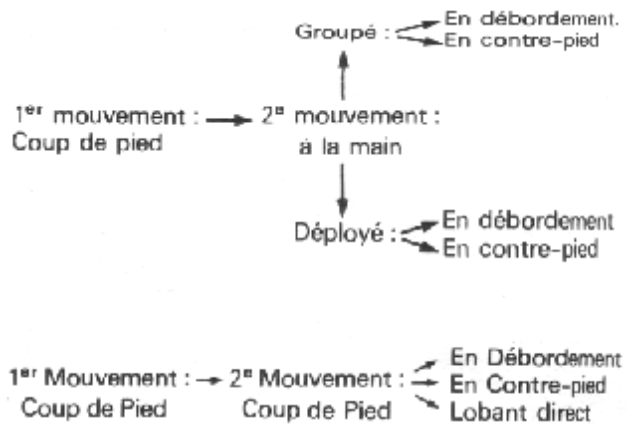 Groupé :
En débordement.
En contre-pied
1er mouvement :
Coup de pied
2e mouvement :
à la main
Déployé :
En débordement
En contre-pied
1er Mouvement :
Coup de Pied
2e Mouvement :
Coup de Pied
En Débordement
En Contre-pied
Lobant direct